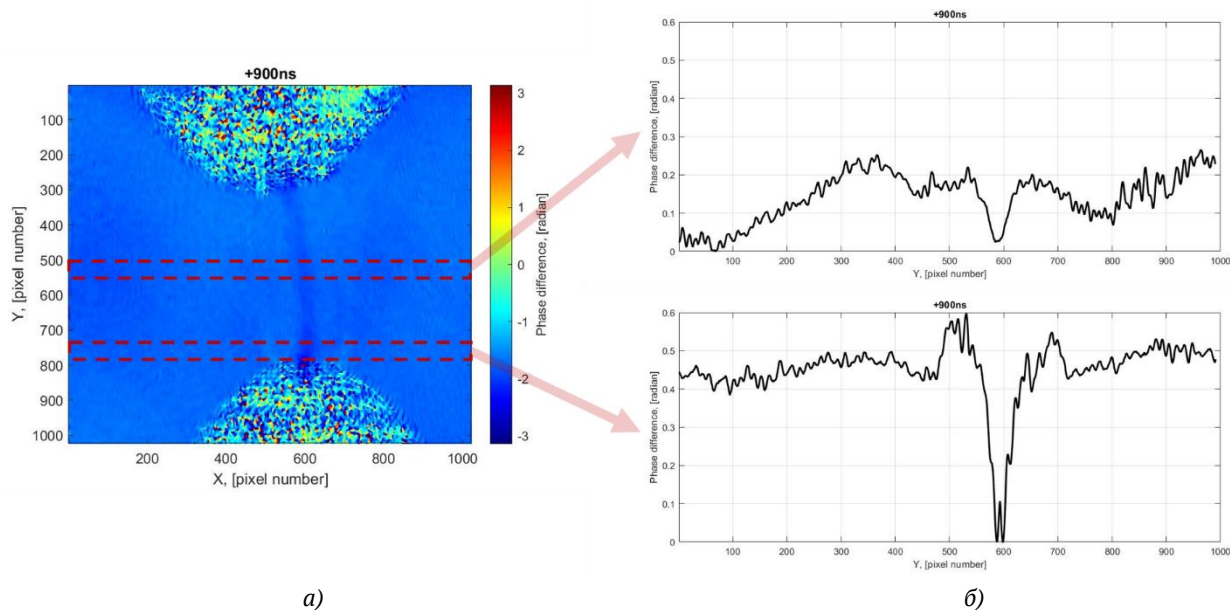 +900ns
100
200
300
400
500
600
700
800
900
1000
Y, [pixel number]
200 400 600 800 1000
X, [pixel number]
3
2
1
0
-1
-2
-3
Phase difference, [radian]
+900ns
0.6
0.5
0.4
0.3
0.2
0.1
0
Phase difference, [radian]
100 200 300 400 500 600 700 800 900 1000
Y, [pixel number]
+900ns
0.6
0.5
0.4
0.3
0.2
0.1
0
Phase difference, [radian]
100 200 300 400 500 600 700 800 900 1000
Y, [pixel number]
а)
б)